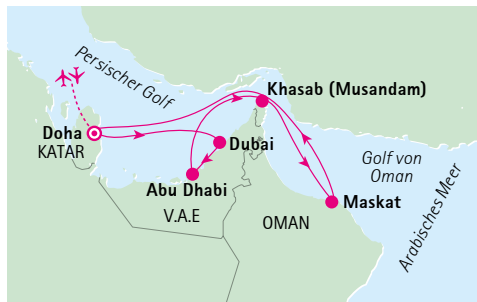 Persischer Golf
Khasab (Musandam)
Doha
KATAR
Dubai
Abu Dhabi
V.A.E
OMAN
Golf von
Oman
Maskat
Arabisches Meer